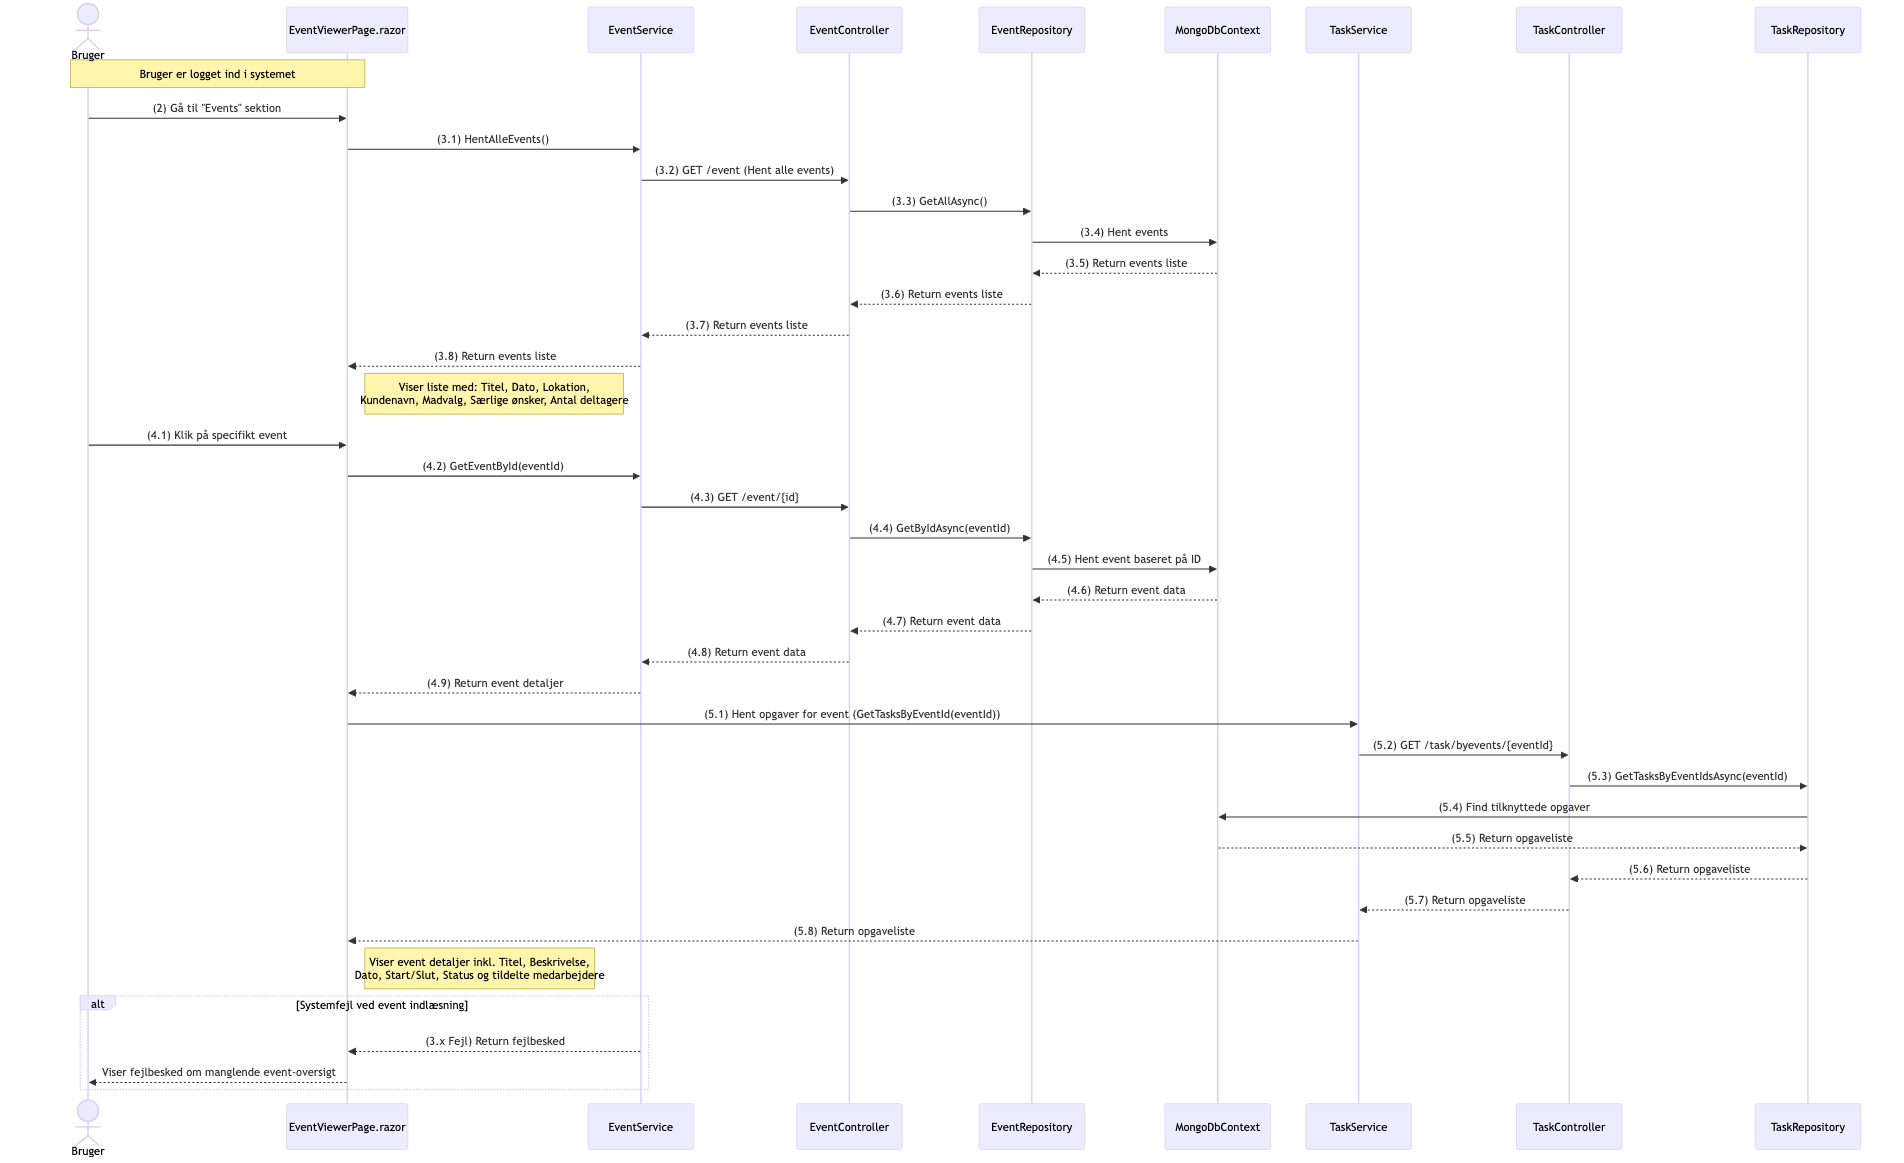 Bruger
EventViewerPage.razor
EventService
EventController
EventRepository
MongoDbContext
TaskService
TaskController
TaskRepository
Bruger er logget ind i systemet
(2) Gå til "Events" sektion
(3.1) HentAlleEvents()
(3.2) GET /event (Hent alle events)
(3.3) GetAllAsync()
(3.4) Hent events
(3.5) Return events liste
(3.6) Return events liste
(3.7) Return events liste
(3.8) Return events liste
Viser liste med: Titel, Dato, Lokation,
Kundenavn, Madvalg, Særlige ønsker, Antal deltagere
(4.1) Klik på specifikt event
(4.2) GetEventById(eventId)
(4.3) GET /event/{id}
(4.4) GetByIdAsync(eventId)
(4.5) Hent event baseret på ID
(4.6) Return event data
(4.7) Return event data
(4.8) Return event data
(4.9) Return event detaljer
(5.1) Hent opgaver for event (GetTasksByEventId(eventId))
(5.2) GET /task/byevents/{eventId}
(5.3) GetTasksByEventIdsAsync(eventId)
(5.4) Find tilknyttede opgaver
(5.5) Return opgaveliste
(5.6) Return opgaveliste
(5.7) Return opgaveliste
(5.8) Return opgaveliste
Viser event detaljer inkl. Titel, Beskrivelse,
Dato, Start/Slut, Status og tildelte medarbejdere
alt
[Systemfejl ved event indlæsning]
(3.x Fejl) Return fejlbesked
Viser fejlbesked om manglende event-oversigt
Bruger
EventViewerPage.razor
EventService
EventController
EventRepository
MongoDbContext
TaskService
TaskController
TaskRepository